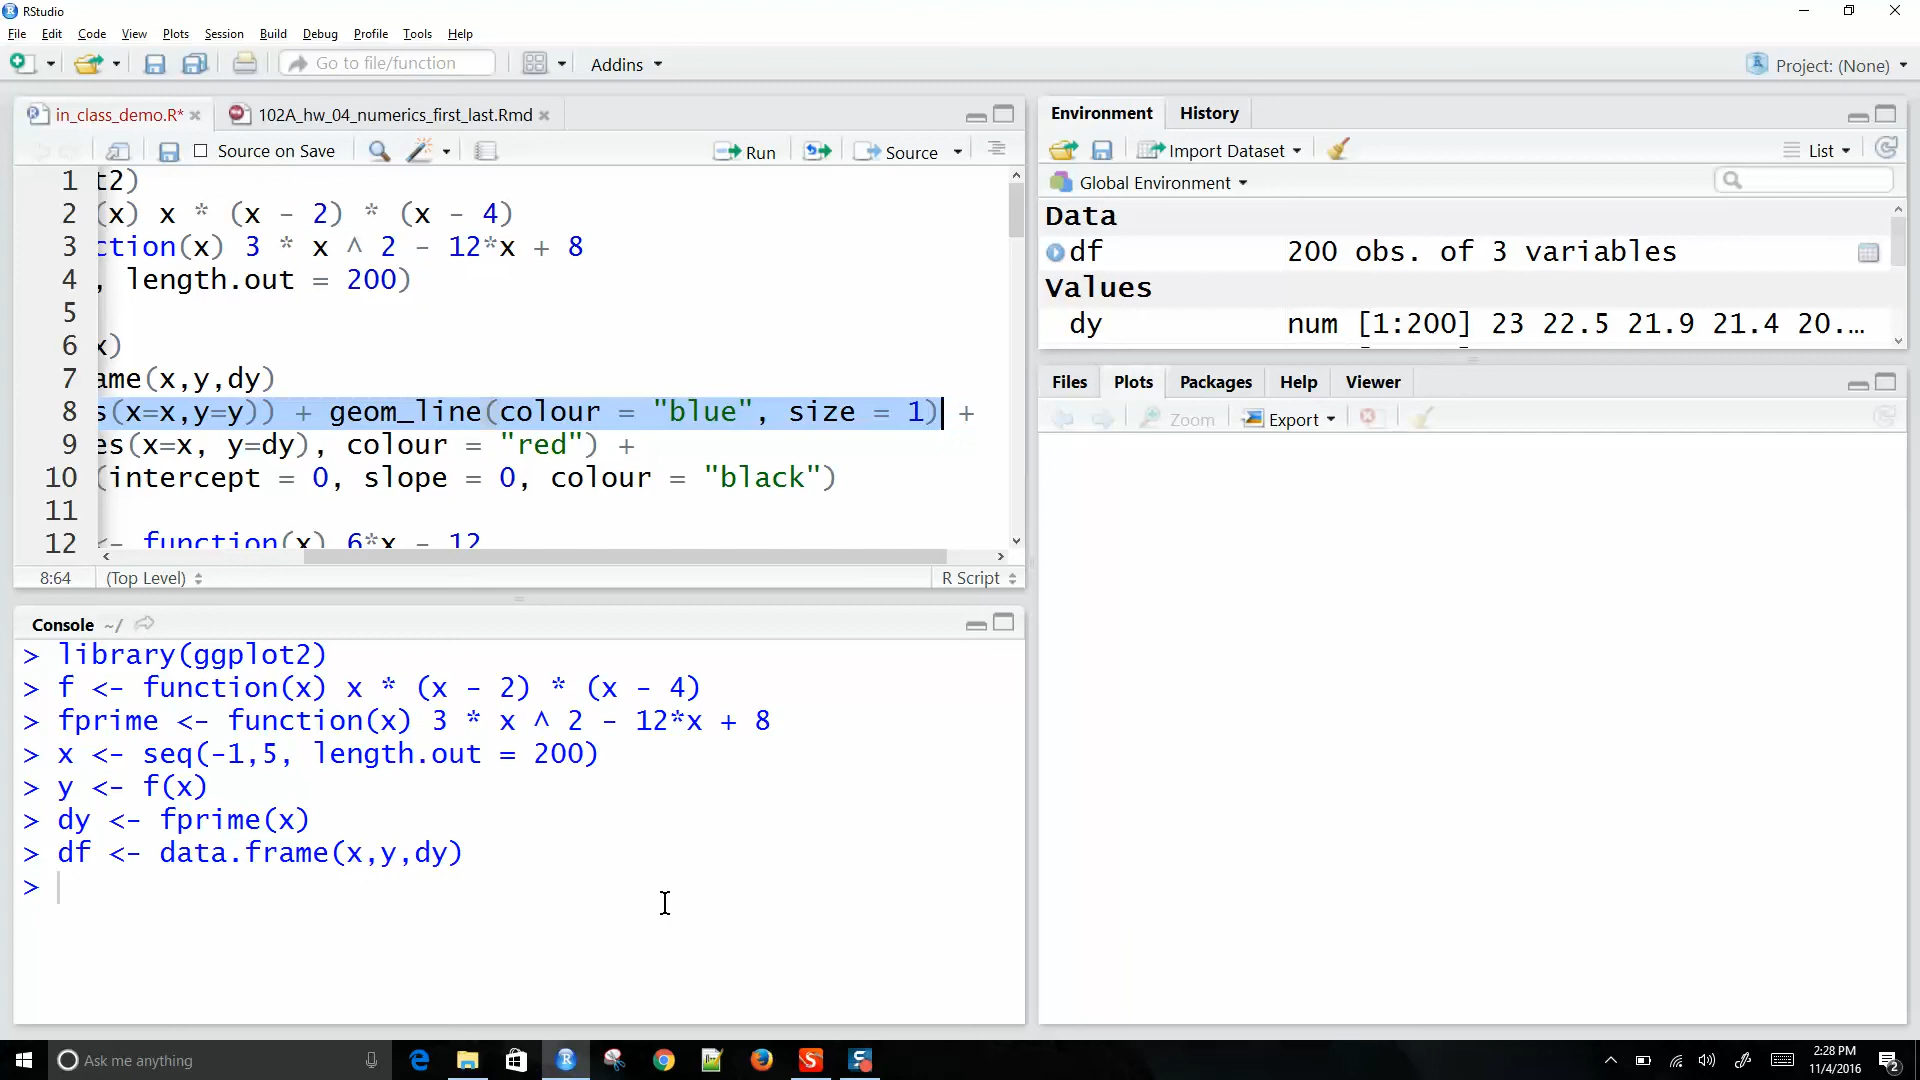 RStudio
File Edit Code View Plots Session Build Debug Profile Tools Help
Go to file/function Addins Project: (None)
in_class_demo.R* 102A_hw_04_numerics_first_last.Rmd
Source on Save Run Source
1 t2)
2 (x) x * (x - 2) * (x - 4)
3 ction(x) 3 * x ^ 2 - 12*x + 8
4 , length.out = 200)
5
6 x)
7 ame(x,y,dy)
8 s(x=x,y=y)) + geom_line(colour = "blue", size = 1) +
9 es(x=x, y=dy), colour = "red") +
10 (intercept = 0, slope = 0, colour = "black")
11
12 <- function(x) 6*x - 12
8:64 (Top Level) R Script
Console ~/
> library(ggplot2)
> f <- function(x) x * (x - 2) * (x - 4)
> fprime <- function(x) 3 * x ^ 2 - 12*x + 8
> x <- seq(-1,5, length.out = 200)
> y <- f(x)
> dy <- fprime(x)
> df <- data.frame(x,y,dy)
>
Environment History
Import Dataset List
Global Environment
Data
df 200 obs. of 3 variables
Values
dy num [1:200] 23 22.5 21.9 21.4 20.…
Files Plots Packages Help Viewer
Zoom Export
Ask me anything
2:28 PM
11/4/2016
2